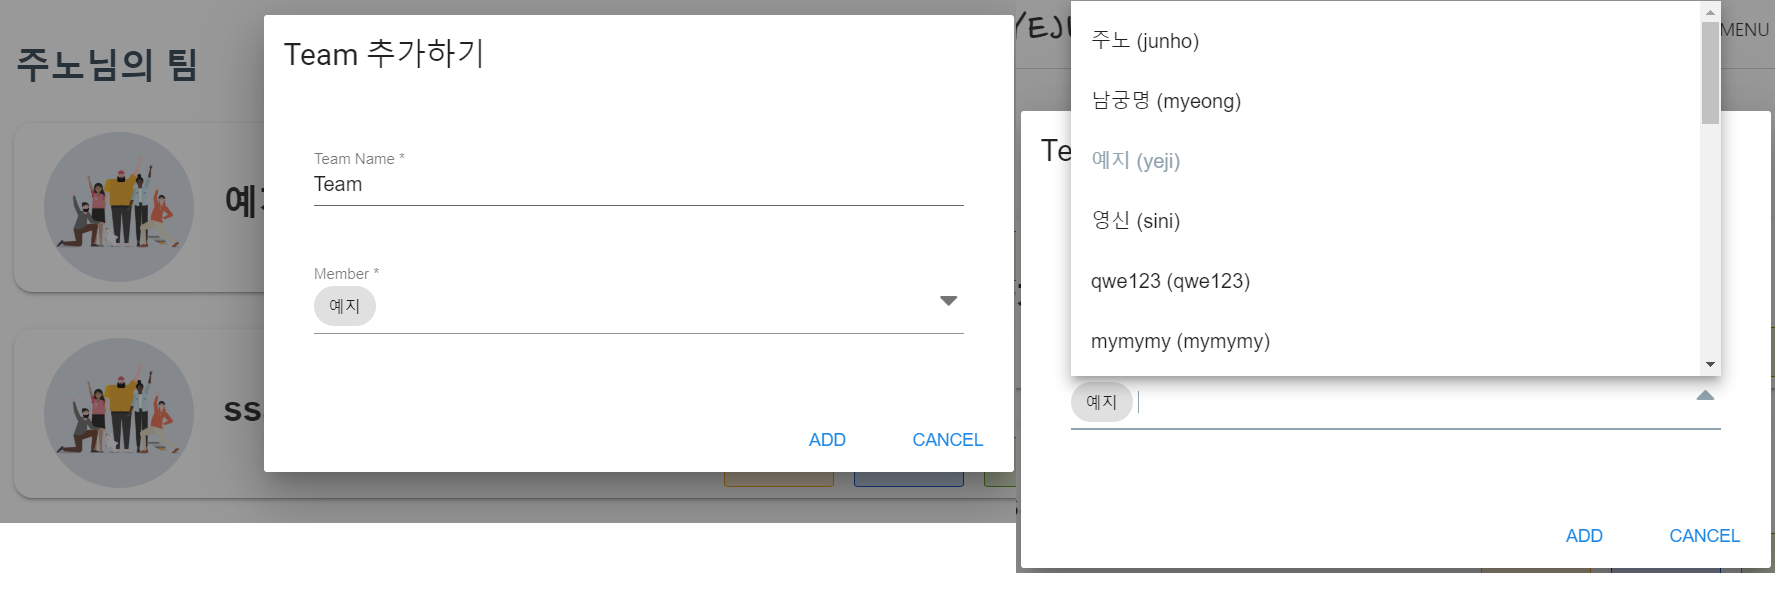 주노님의 팀
Team 추가하기
Team Name *
Team
Member *
예지
ADD CANCEL
ss
MENU
주노 (junho)
남궁명 (myeong)
예지 (yeji)
영신 (sini)
qwe123 (qwe123)
mymymy (mymymy)
Te
예지
ADD CANCEL